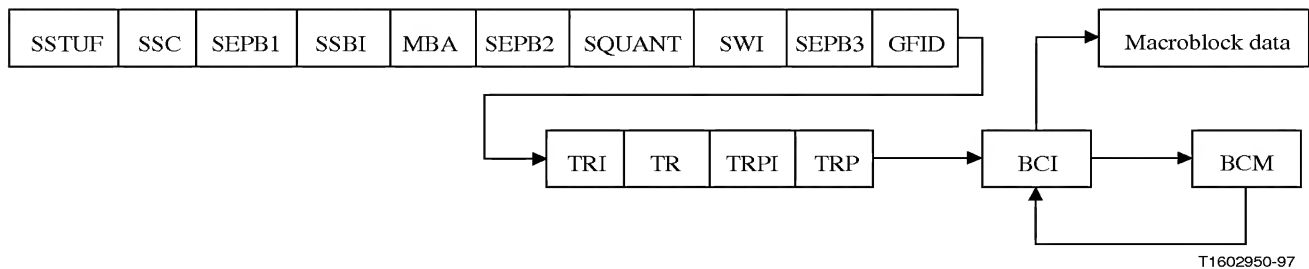 SSTUF SSC SEPB1 SSBI MBA SEPB2 SQUANT SWI SEPB3 GFID Macroblock data
TRI TR TRPI TRP BCI BCM
T1602950-97